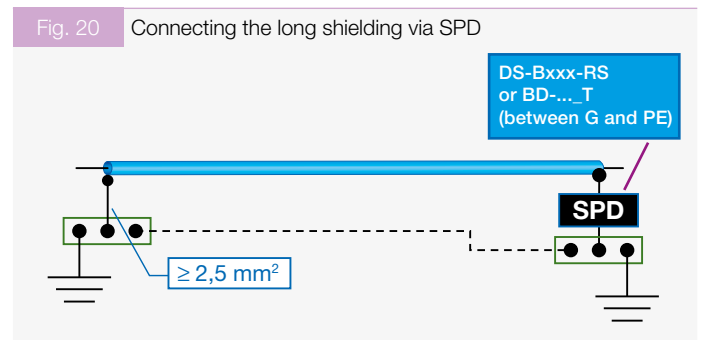 Fig. 20 Connecting the long shielding via SPD
DS-Bxxx-RS
or BD-..._T
(between G and PE)
SPD
≥ 2,5 mm²